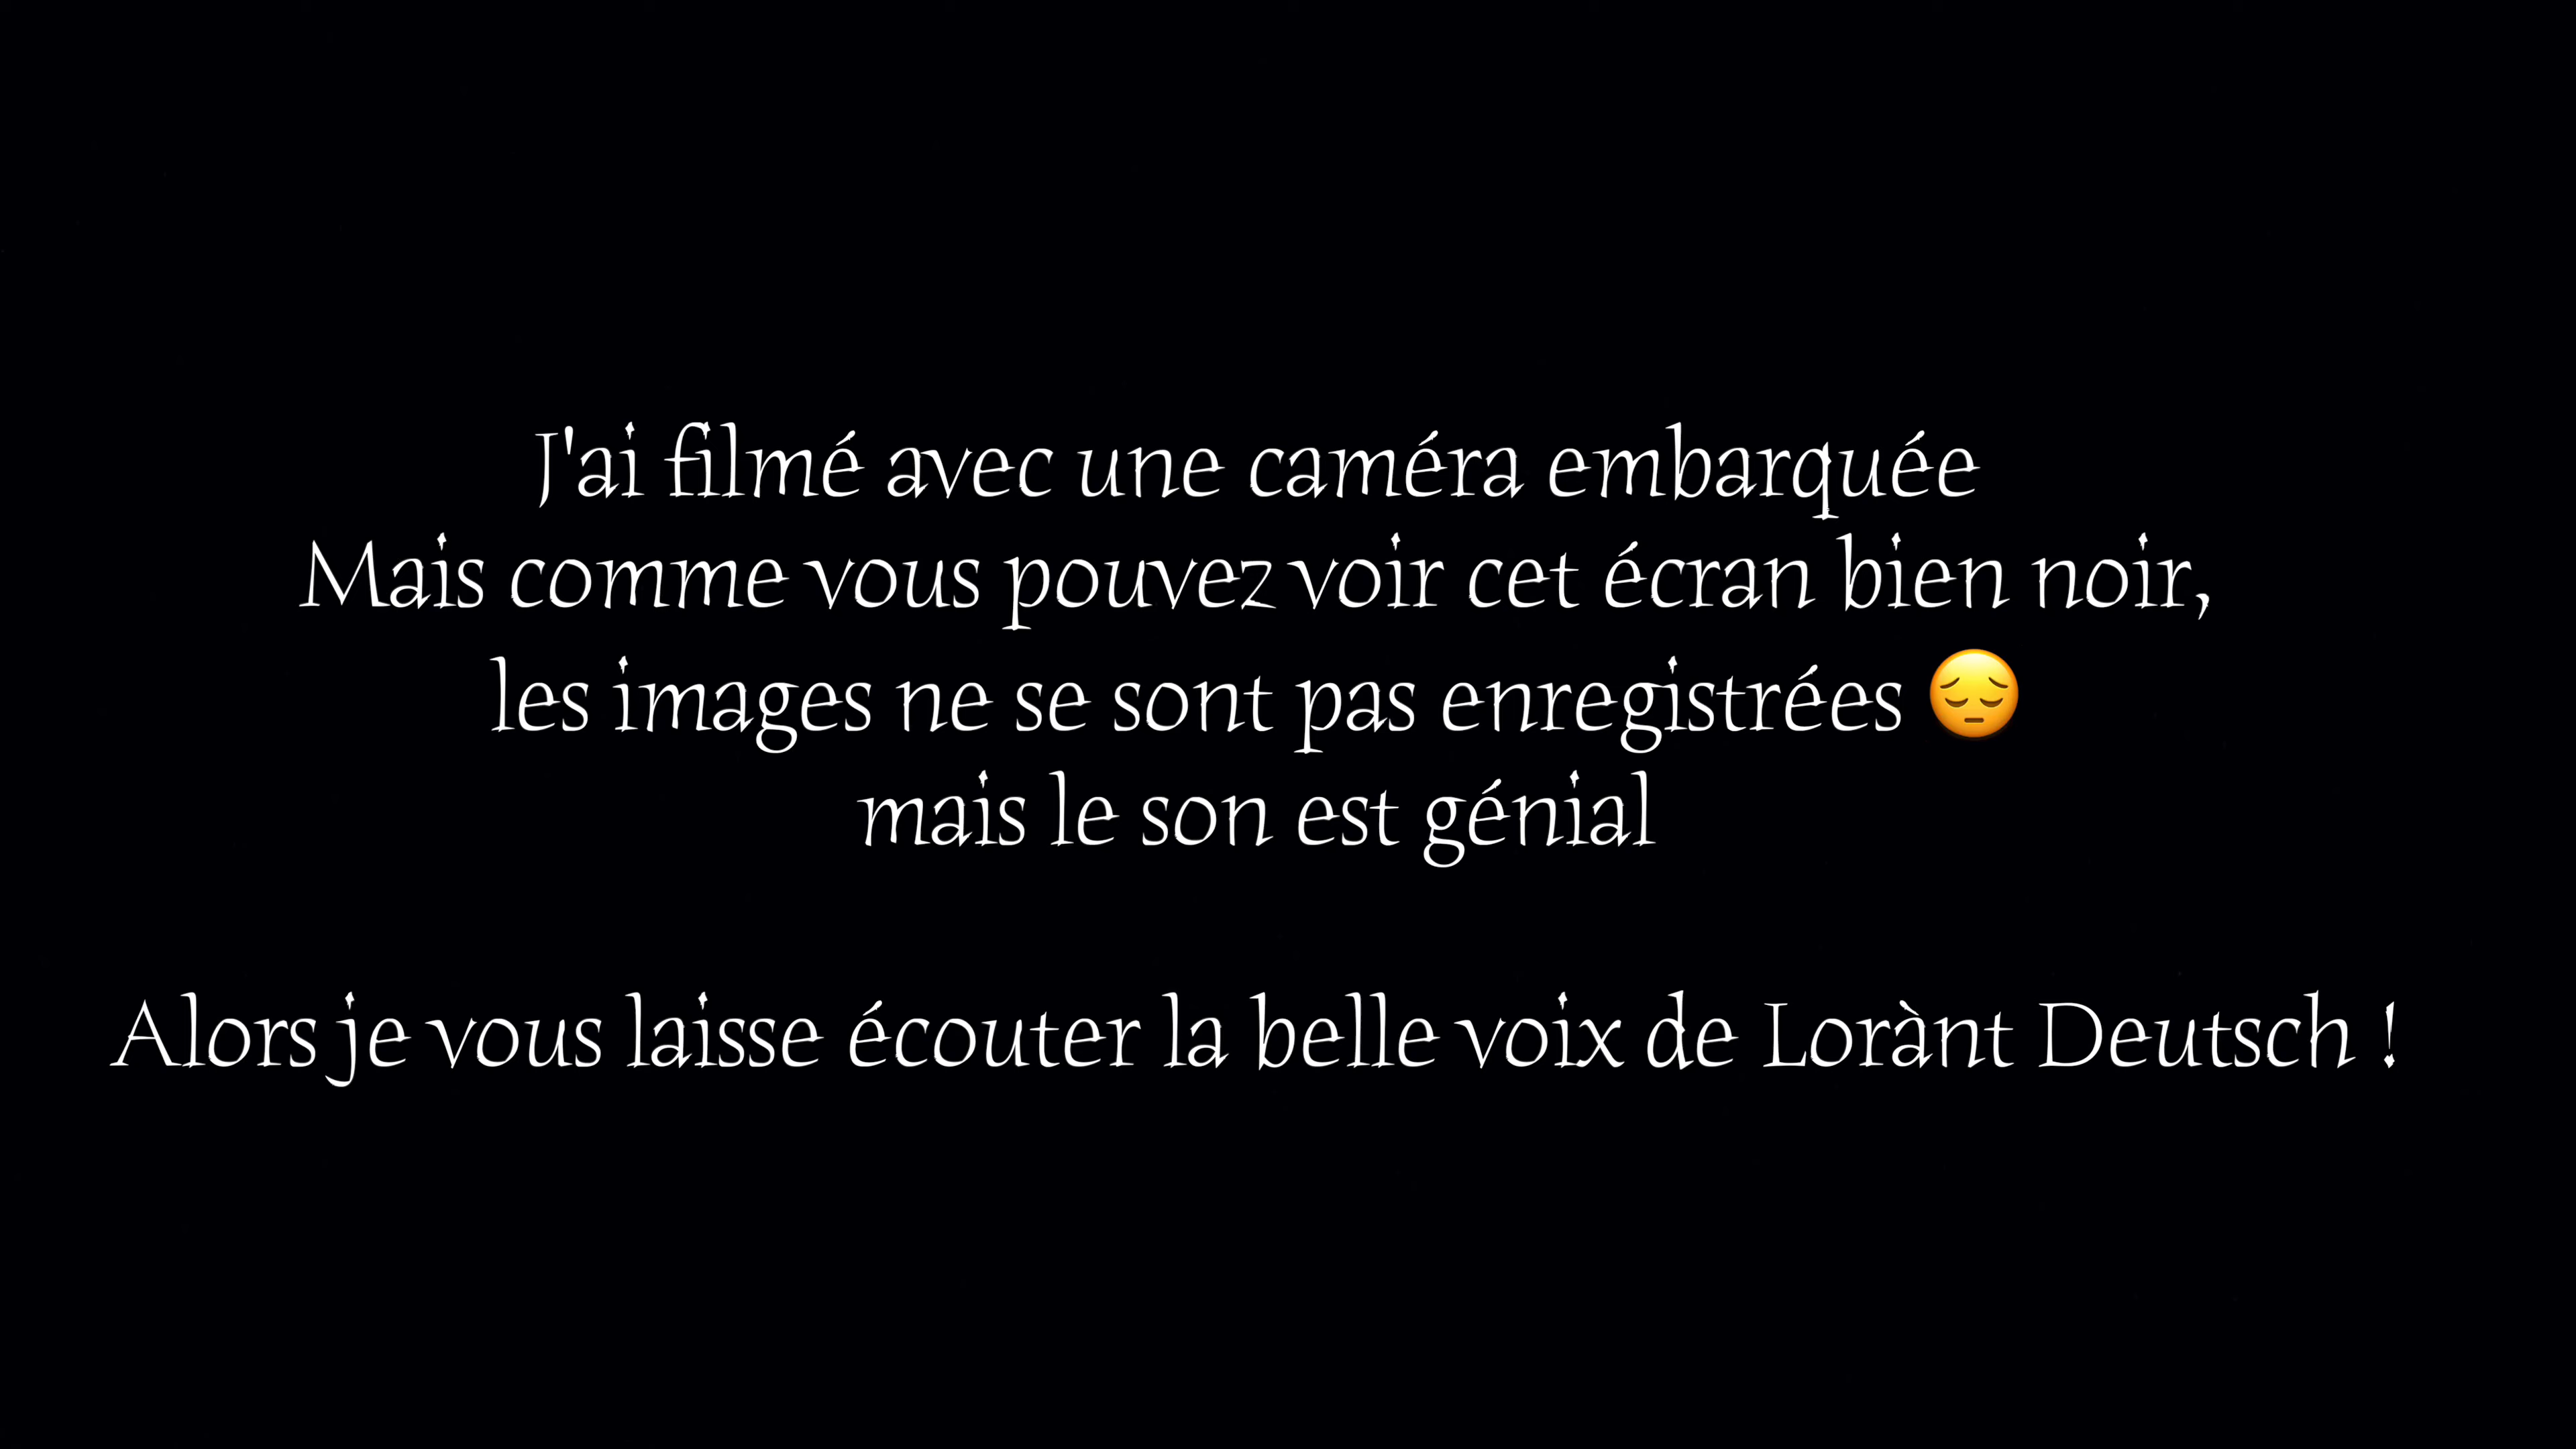 J'ai filmé avec une caméra embarquée
Mais comme vous pouvez voir cet écran bien noir,
les images ne se sont pas enregistrées 😔
mais le son est génial
Alors je vous laisse écouter la belle voix de Lorànt Deutsch !